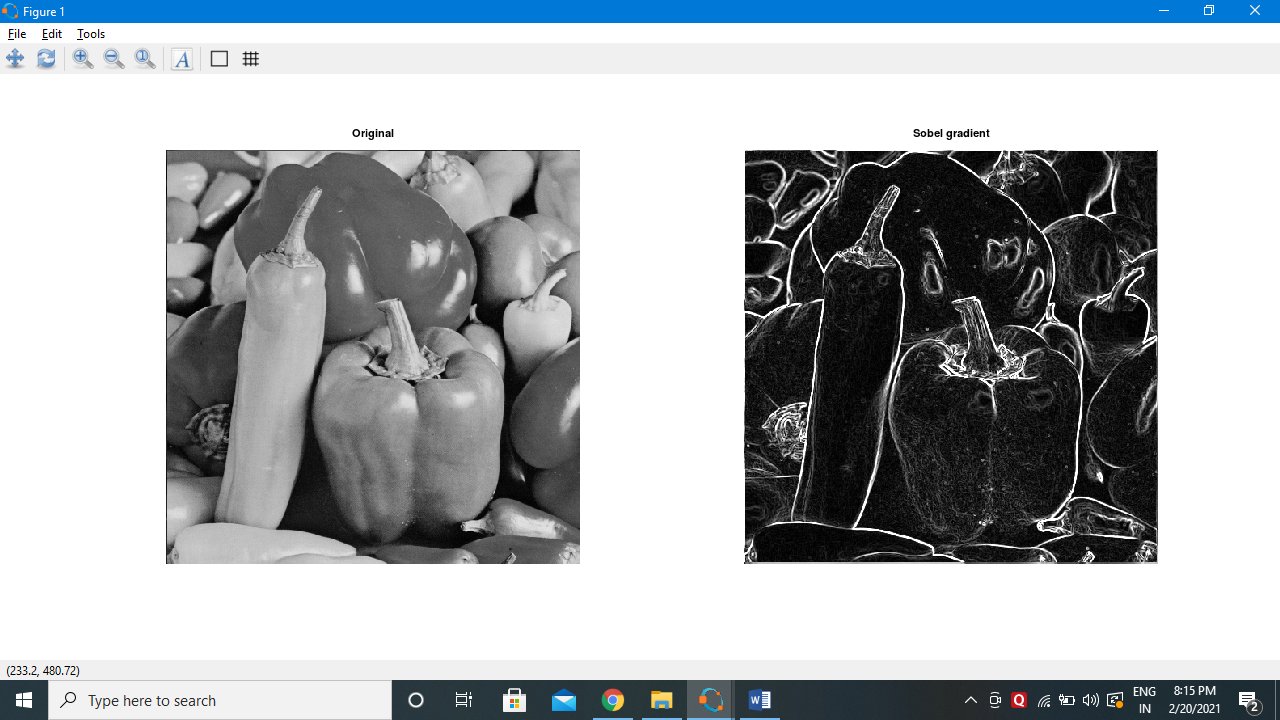 Figure 1
File Edit Tools
A
Original
Sobel gradient
(233.2, 480.72)
Type here to search
W
Q
ENG
IN
8:15 PM
2/20/2021
2